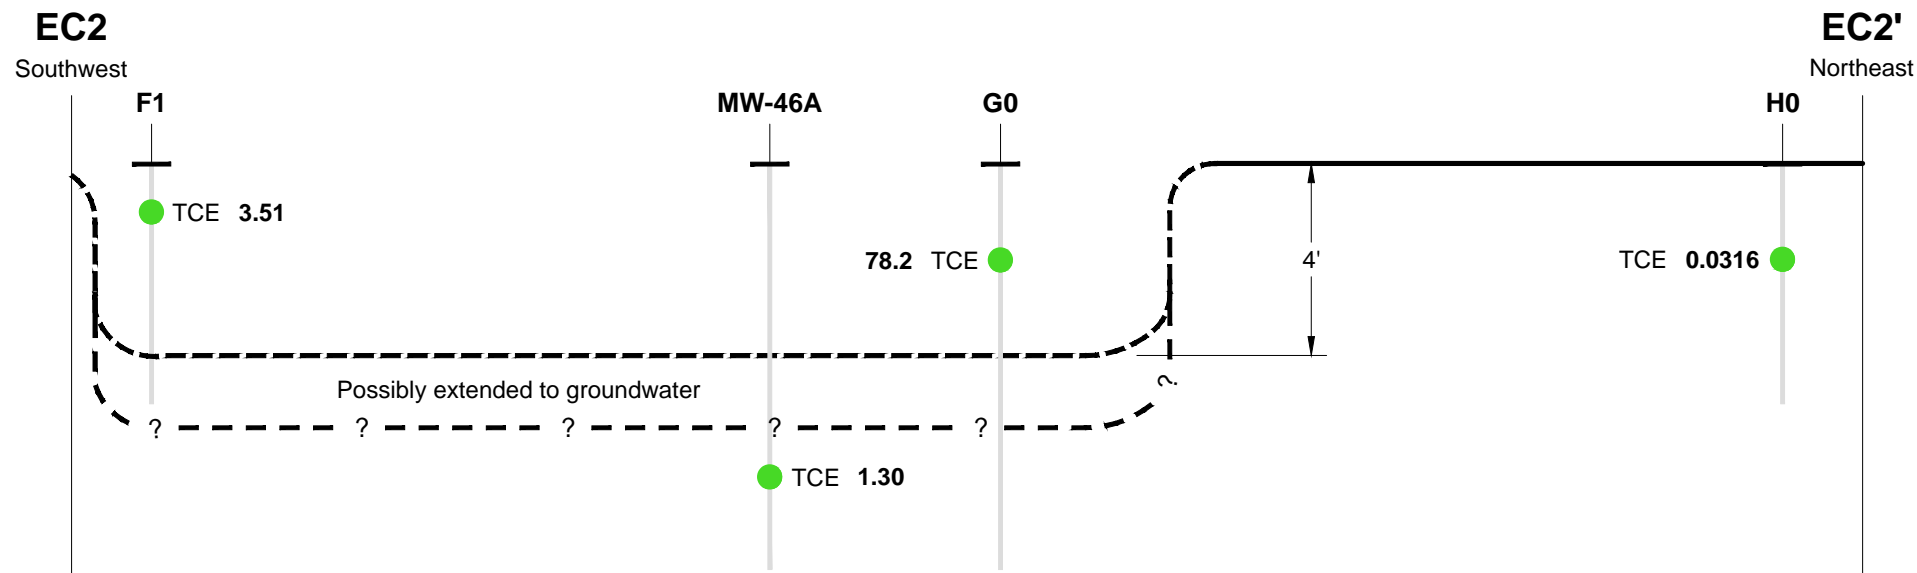 EC2
EC2'
Southwest
Northeast
F1
MW-46A
G0
H0
TCE 3.51
78.2 TCE
4'
TCE 0.0316
Possibly extended to groundwater
?
? ? ? ? ?
TCE 1.30